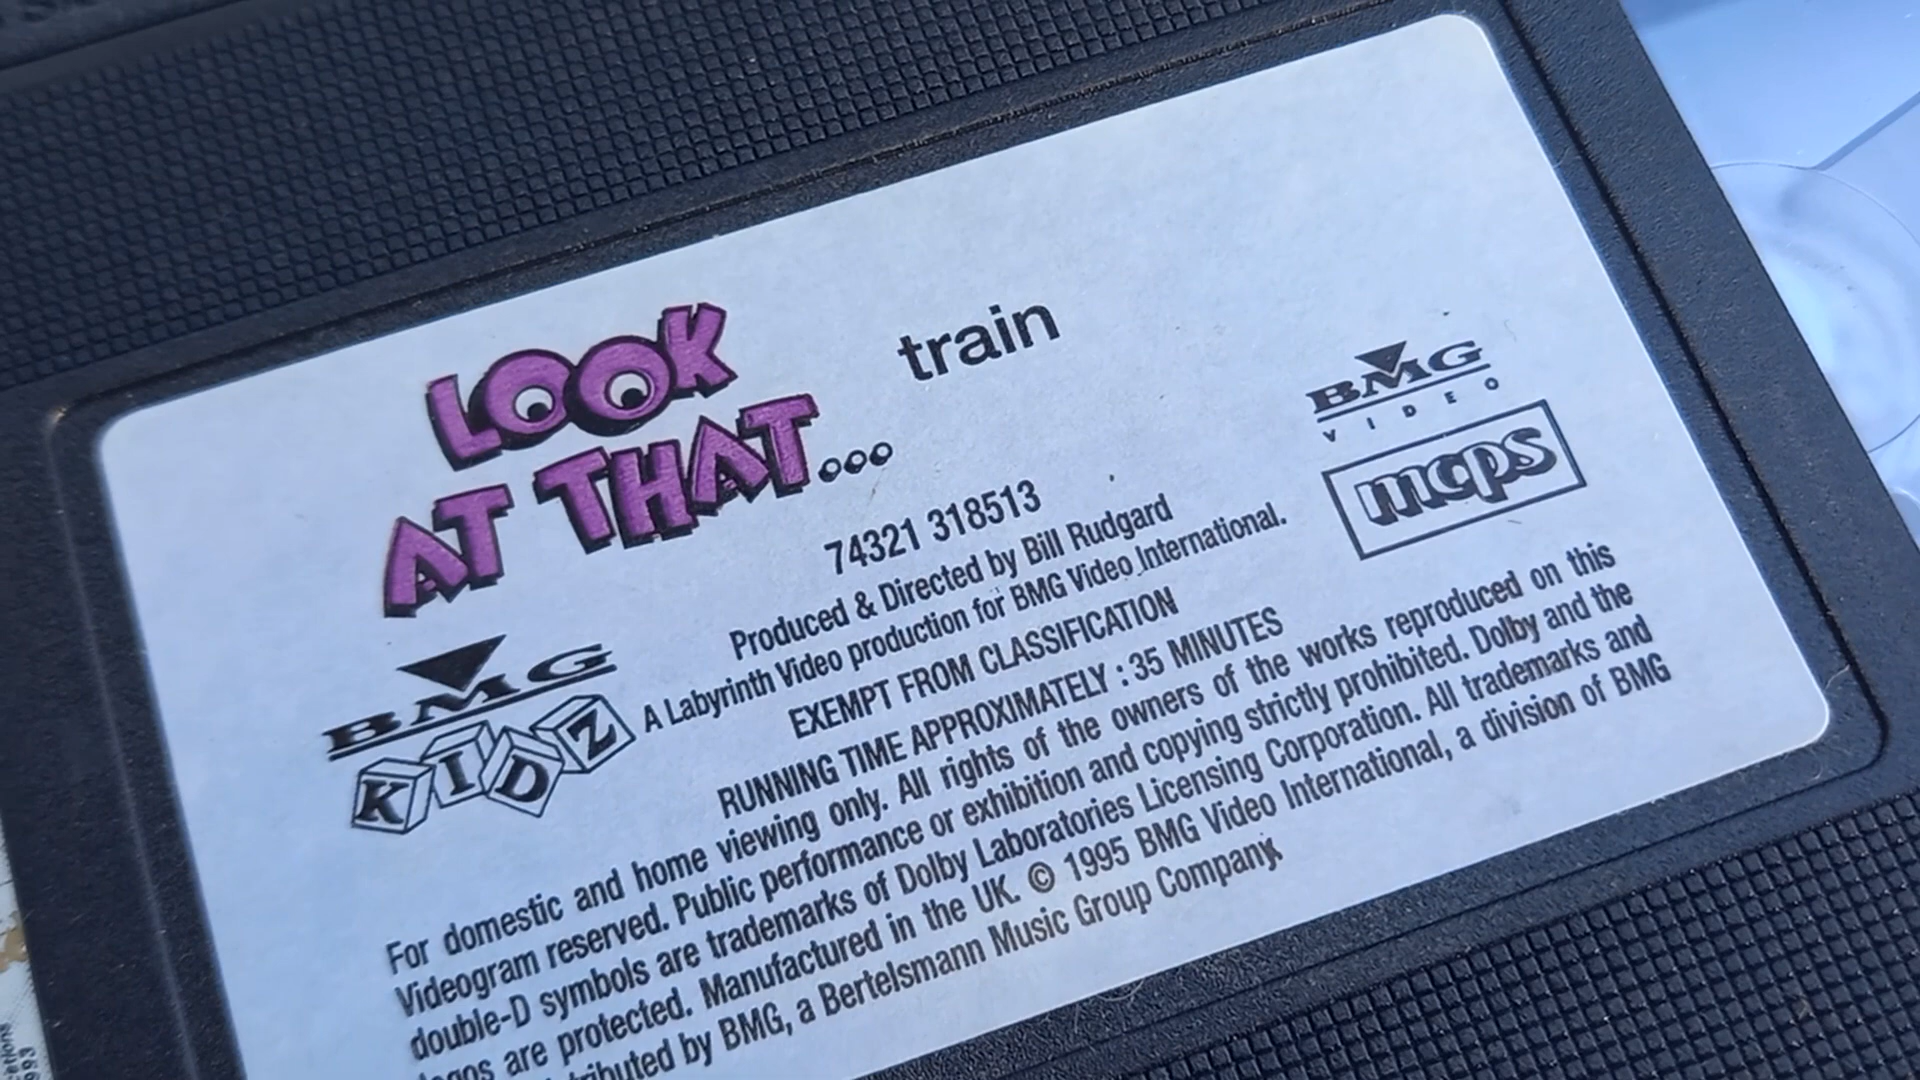 LOOK
AT THAT...
train
74321 318513
Produced & Directed by Bill Rudgard
A Labyrinth Video production for BMG Video International.
EXEMPT FROM CLASSIFICATION
RUNNING TIME APPROXIMATELY : 35 MINUTES
BMG
KIDZ
BMG
VIDEO
mcps
For domestic and home viewing only. All rights of the owners of the works reproduced on this
Videogram reserved. Public performance or exhibition and copying strictly prohibited. Dolby and the
double-D symbols are trademarks of Dolby Laboratories Licensing Corporation. All trademarks and
are protected. Manufactured in the UK. © 1995 BMG Video International, a division of BMG
by BMG, a Bertelsmann Music Group Company.